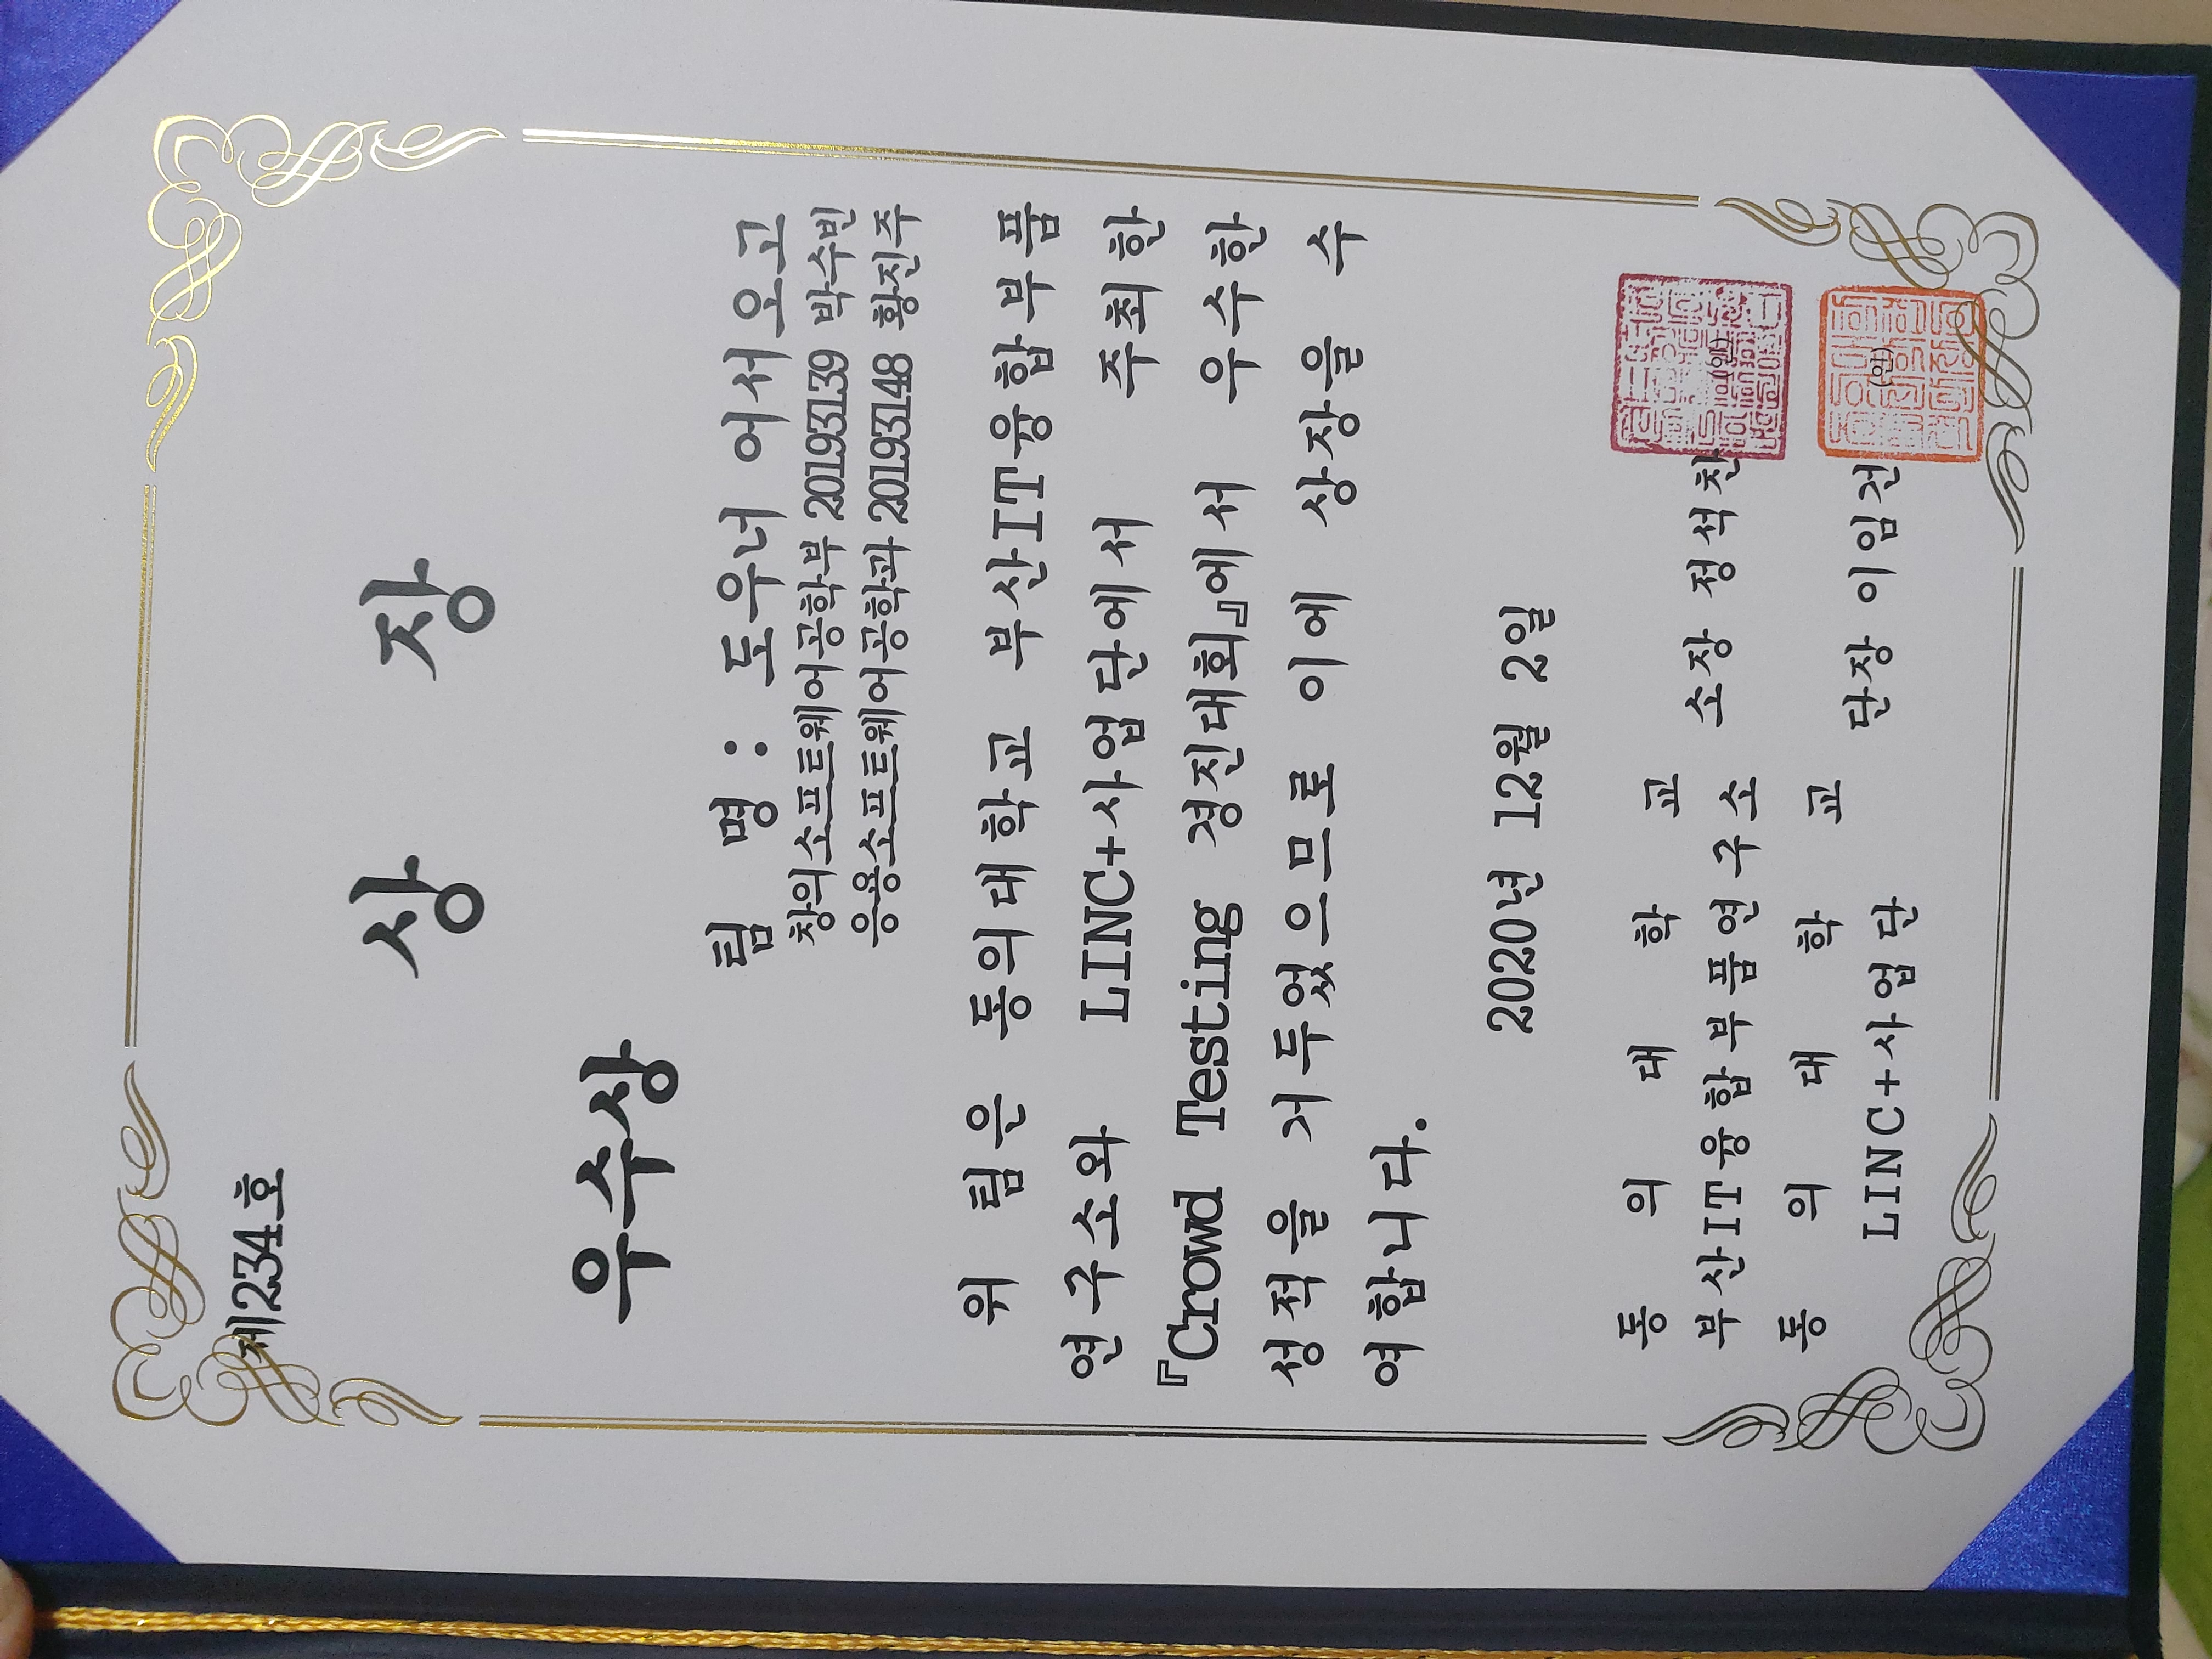 제234호
상 장
우수상
팀 명 : 도우너 어서오고
창의소프트웨어공학부 20193139 박수빈
응용소프트웨어공학과 20193148 황진주
위 팀은 동의대학교 부산IT융합부품
연구소와 LINC+사업단에서 주최한
『Crowd Testing 경진대회』에서 우수한
성적을 거두었으므로 이에 상장을 수
여합니다.
2020년 12월 2일
동 의 대 학 교
부산IT융합부품연구소 소장 정석찬 (인)
동 의 대 학 교
LINC+사업단 단장 이임건 (인)